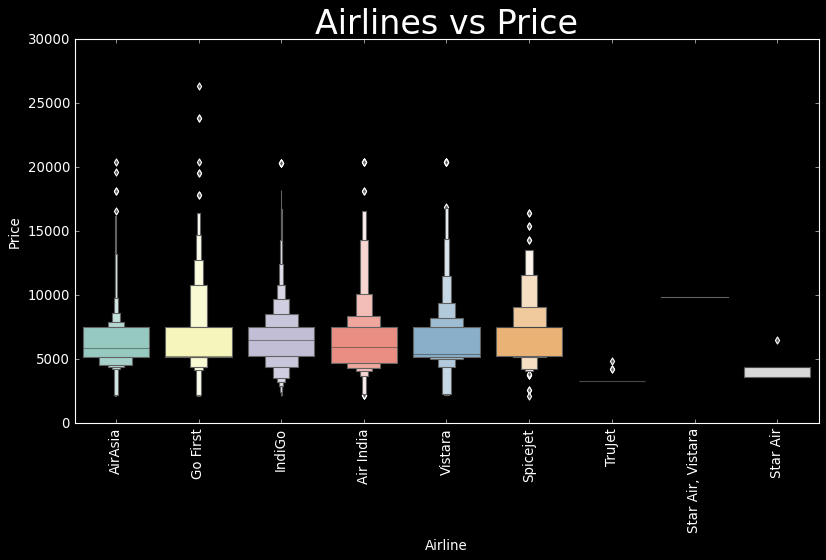 Airlines vs Price
30000
25000
20000
15000
10000
5000
0
Price
AirAsia
Go First
IndiGo
Air India
Vistara
Spicejet
TruJet
Star Air, Vistara
Star Air
Airline